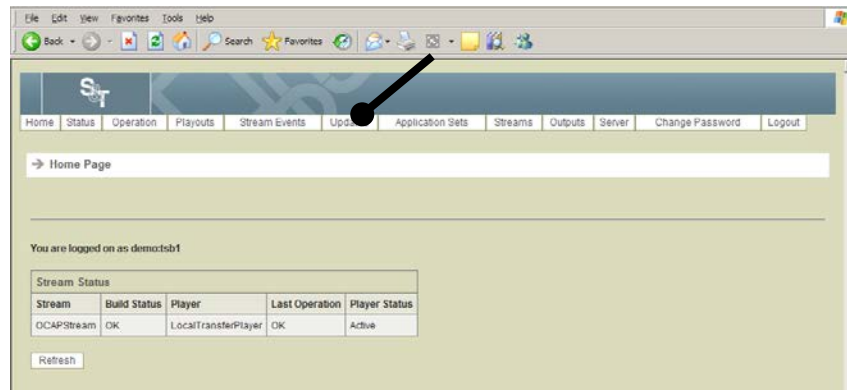 File Edit View Favorites Tools Help
Back Search Favorites
S&T
Home Status Operation Playouts Stream Events Application Sets Streams Outputs Server Change Password Logout
Home Page
You are logged on as demo:tsb1
Stream Status
Stream Build Status Player Last Operation Player Status
OCAPStream OK LocalTransferPlayer OK Active
Refresh